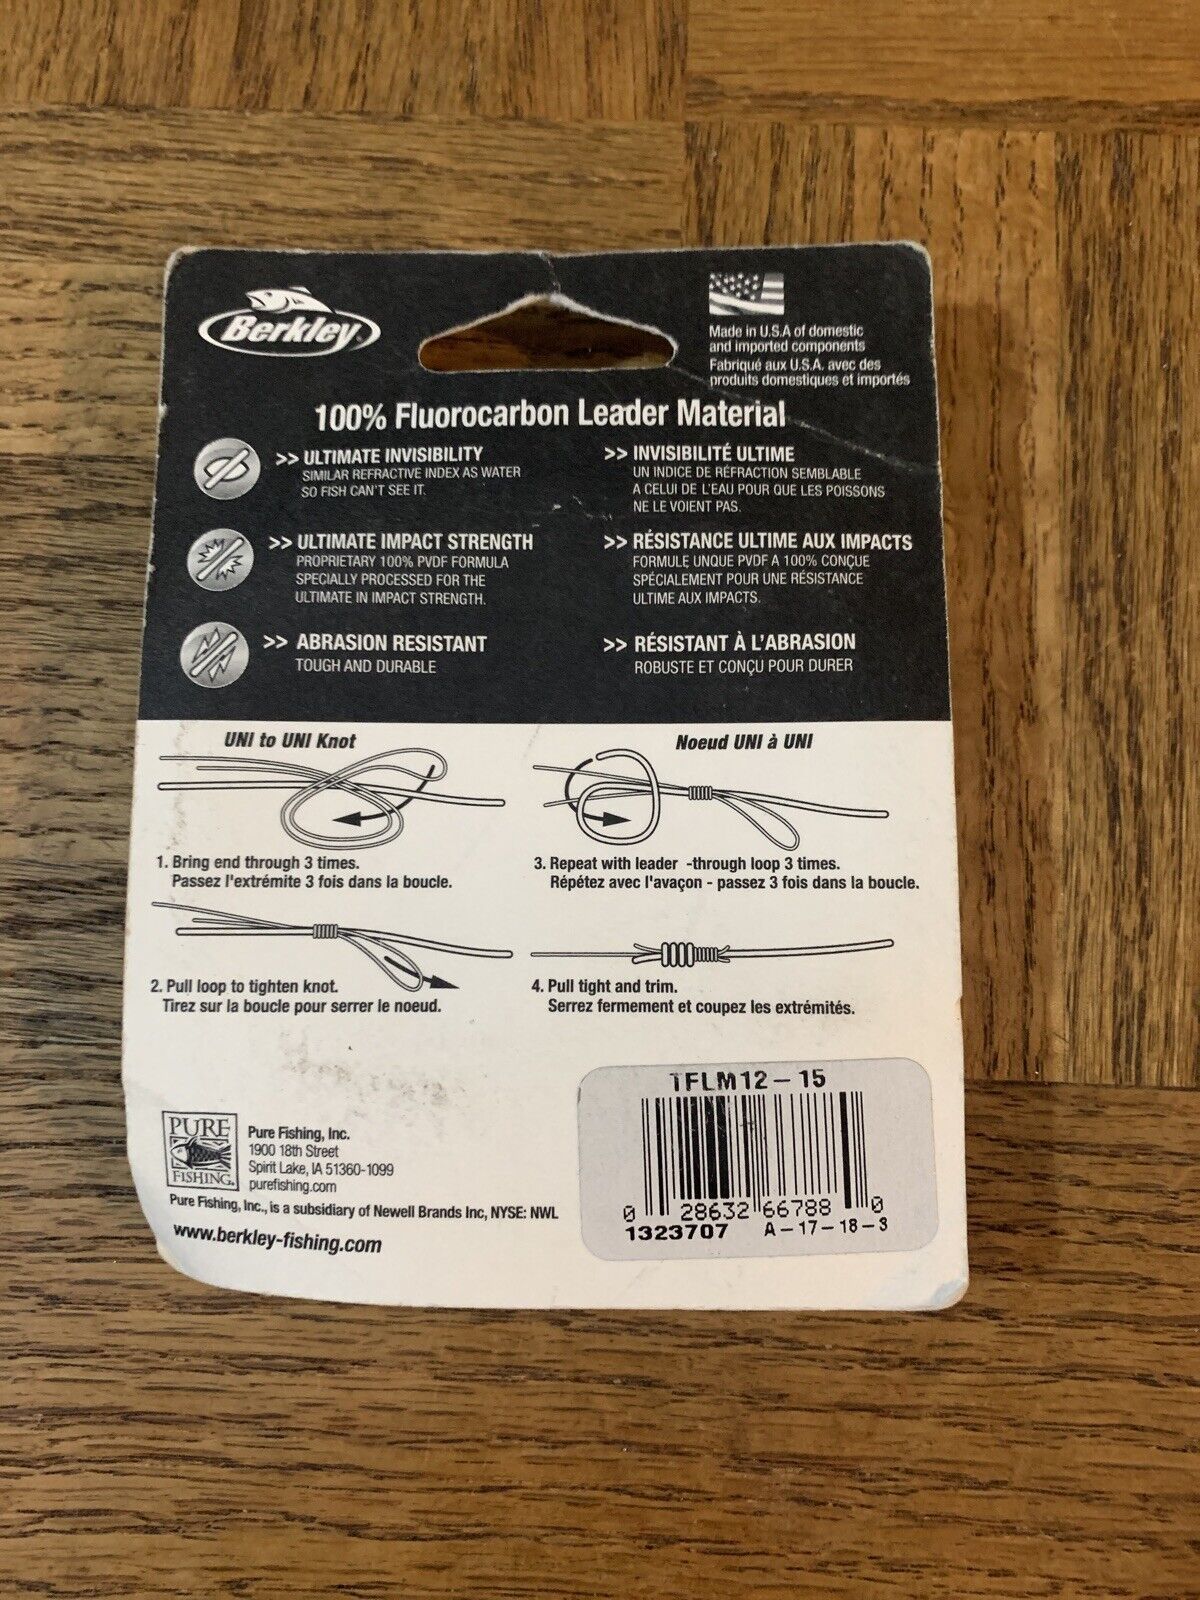 Berkley
Made in U.S.A of domestic
and imported components
Fabriqué aux U.S.A. avec des
produits domestiques et importés
100% Fluorocarbon Leader Material
>> ULTIMATE INVISIBILITY
SIMILAR REFRACTIVE INDEX AS WATER
SO FISH CAN'T SEE IT.
>> INVISIBILITÉ ULTIME
UN INDICE DE RÉFRACTION SEMBLABLE
A CELUI DE L'EAU POUR QUE LES POISSONS
NE LE VOIENT PAS.
>> ULTIMATE IMPACT STRENGTH
PROPRIETARY 100% PVDF FORMULA
SPECIALLY PROCESSED FOR THE
ULTIMATE IN IMPACT STRENGTH.
>> RÉSISTANCE ULTIME AUX IMPACTS
FORMULE UNQUE PVDF A 100% CONÇUE
SPÉCIALEMENT POUR UNE RÉSISTANCE
ULTIME AUX IMPACTS.
>> ABRASION RESISTANT
TOUGH AND DURABLE
>> RÉSISTANT À L'ABRASION
ROBUSTE ET CONÇU POUR DURER
UNI to UNI Knot
Noeud UNI à UNI
1. Bring end through 3 times.
Passez l'extrémite 3 fois dans la boucle.
3. Repeat with leader -through loop 3 times.
Répétez avec l'avaçon - passez 3 fois dans la boucle.
2. Pull loop to tighten knot.
Tirez sur la boucle pour serrer le noeud.
4. Pull tight and trim.
Serrez fermement et coupez les extrémités.
PURE
FISHING.
Pure Fishing, Inc.
1900 18th Street
Spirit Lake, IA 51360-1099
purefishing.com
Pure Fishing, Inc., is a subsidiary of Newell Brands Inc, NYSE: NWL
www.berkley-fishing.com
TFLM12-15
0 28632 66788 0
1323707 A-17-18-3